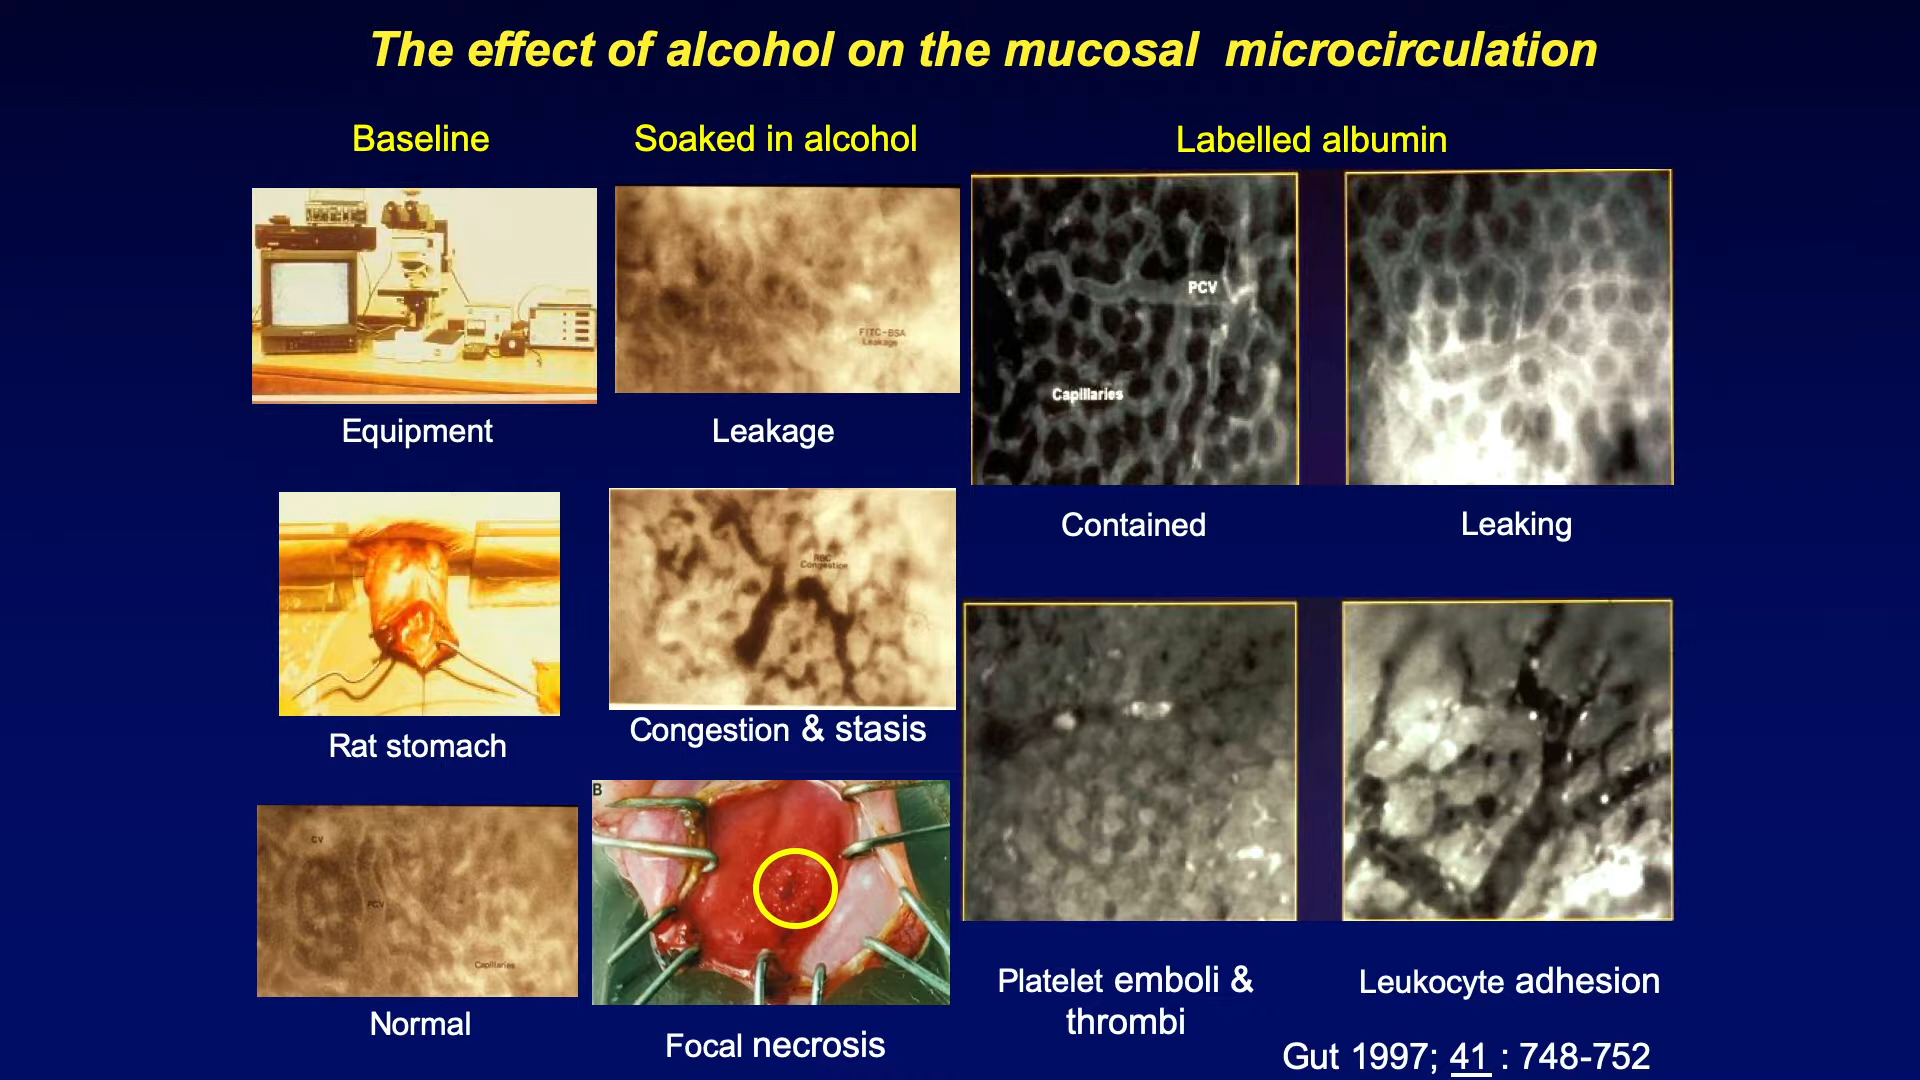 The effect of alcohol on the mucosal microcirculation
Baseline
Soaked in alcohol
Labelled albumin
FITC-BSA
Leakage
PCV
Capillaries
Equipment
Leakage
Contained
Leaking
RBC
Congestion
Rat stomach
Congestion & stasis
B
CV
PCV
Capillaries
Normal
Focal necrosis
Platelet emboli &
thrombi
Leukocyte adhesion
Gut 1997; 41 : 748-752